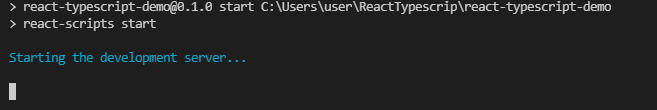 > react-typescript-demo@0.1.0 start C:\Users\user\ReactTypescrip\react-typescript-demo
> react-scripts start
Starting the development server...